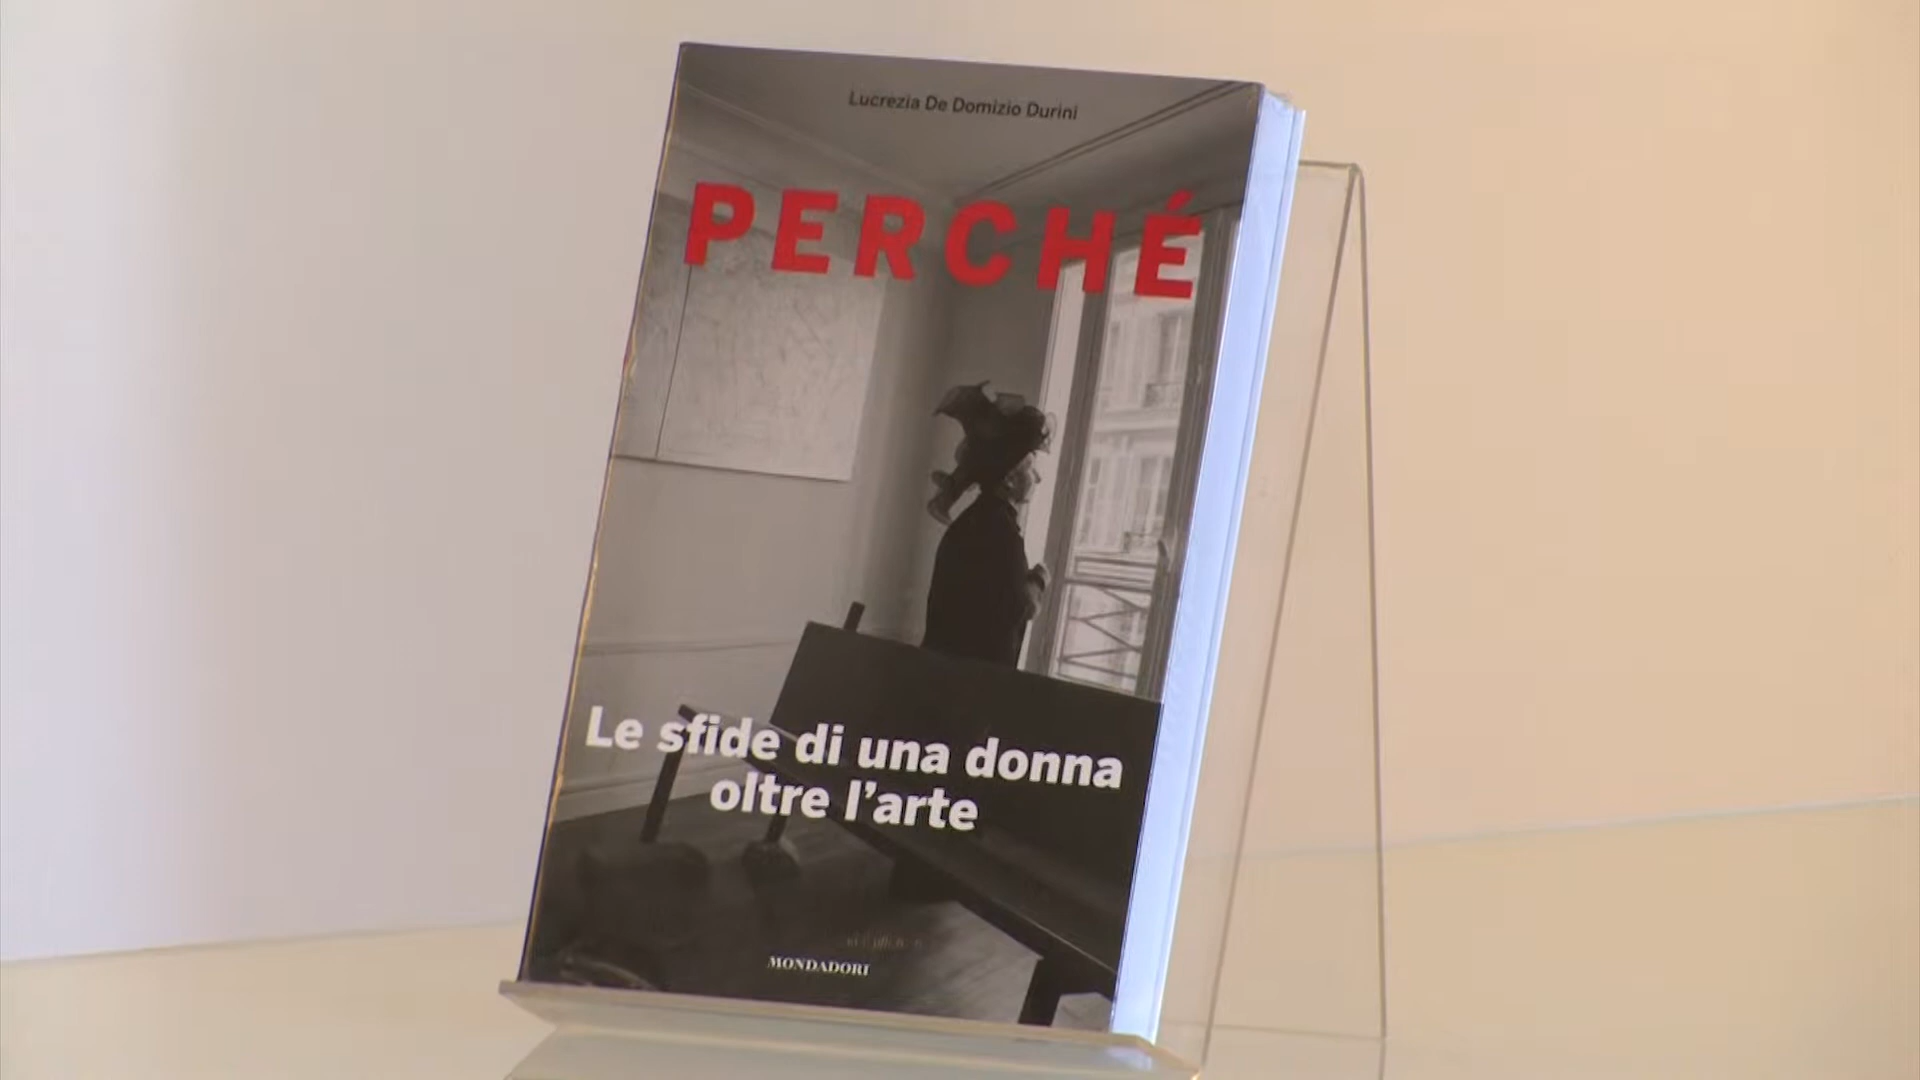 Lucrezia De Domizio Durini
PERCHÉ
Le sfide di una donna
oltre l'arte
MONDADORI